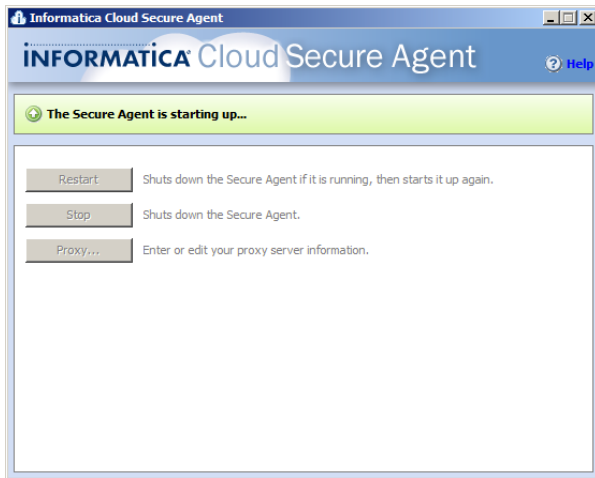 Informatica Cloud Secure Agent
INFORMATICA Cloud Secure Agent
Help
The Secure Agent is starting up...
Restart Shuts down the Secure Agent if it is running, then starts it up again.
Stop Shuts down the Secure Agent.
Proxy... Enter or edit your proxy server information.